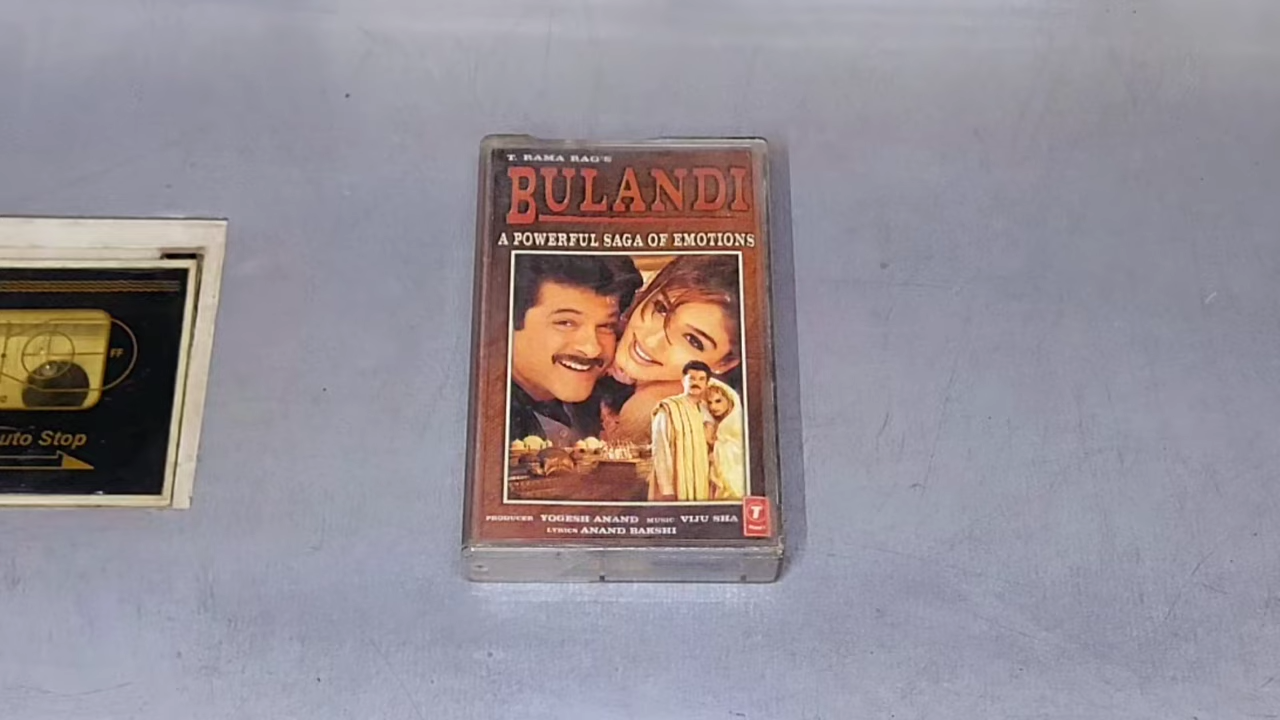 T. RAMA RAO'S
BULANDI
A POWERFUL SAGA OF EMOTIONS
FF
uto Stop
PRODUCER YOGESH ANAND MUSIC VIJU SHA
LYRICS ANAND BAKSHI
T